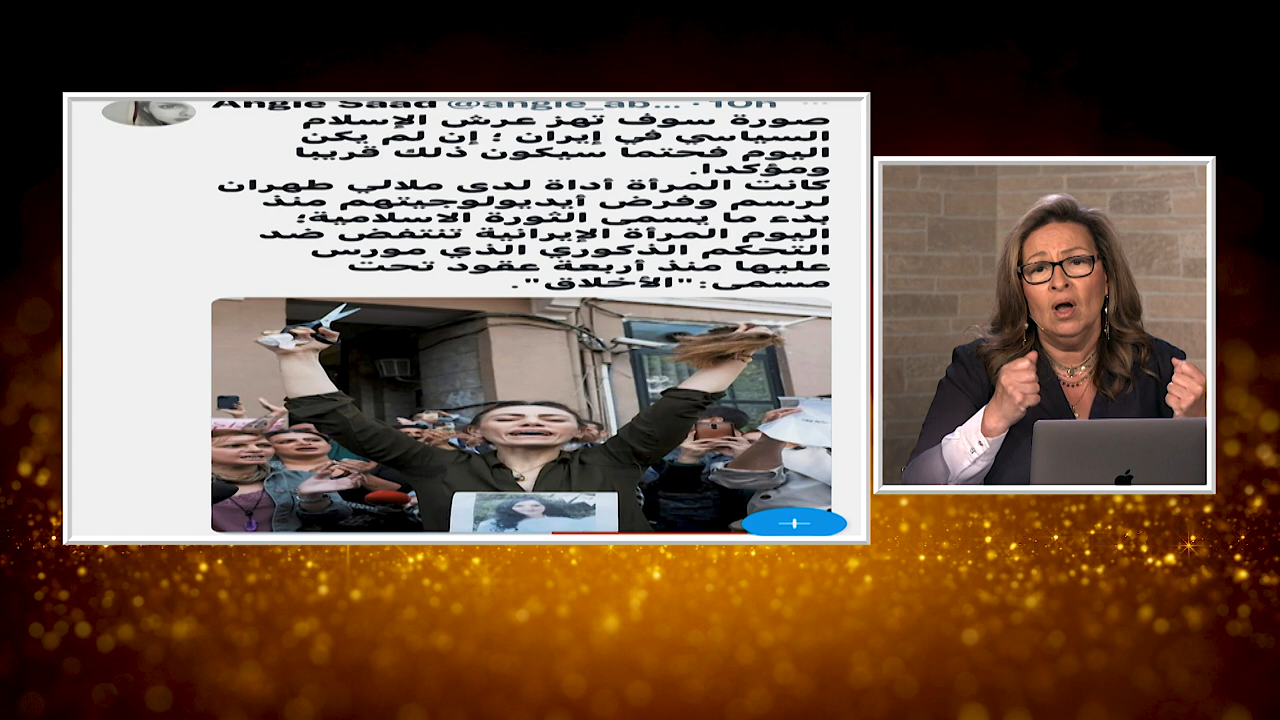 Angie Saad @angie_ab... · 10h
صورة سوف تهز عرش الإسلام
السياسي في إيران ؛ إن لم يكن
اليوم فحتما سيكون ذلك قريبا
ومؤكدا.
كانت المرأة أداة لدى ملالي طهران
لرسم وفرض أيديولوجيتهم منذ
بدء ما يسمى الثورة الاسلامية؛
اليوم المرأة الإيرانية تنتفض ضد
التحكم الذكوري الذي مورس
عليها منذ أربعة عقود تحت
مسمى:"الأخلاق".